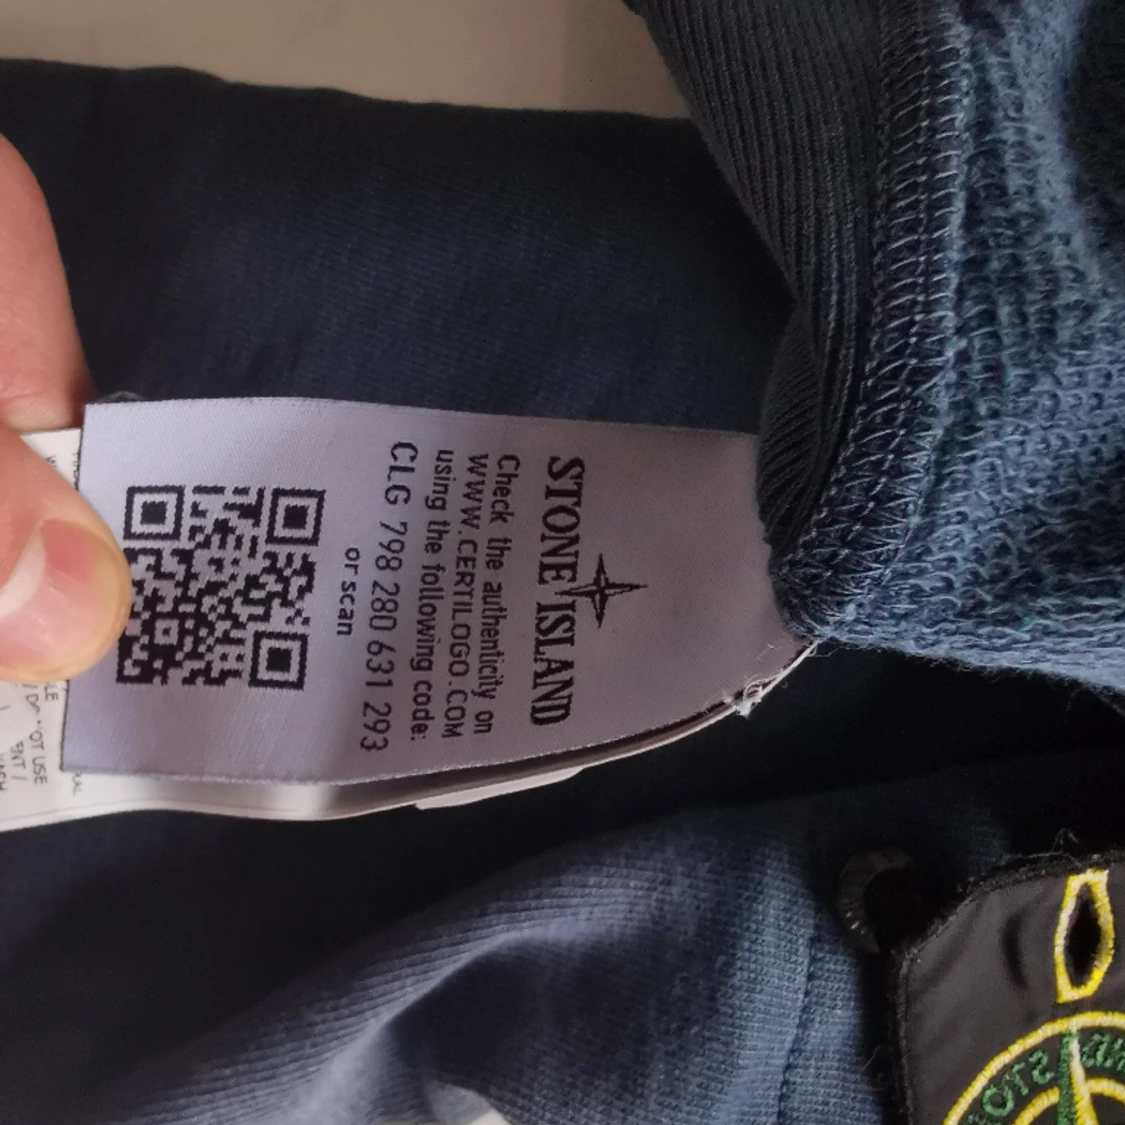 STONE ISLAND
Check the authenticity on
WWW.CERTILOGO.COM
using the following code:
CLG 798 280 631 293
or scan